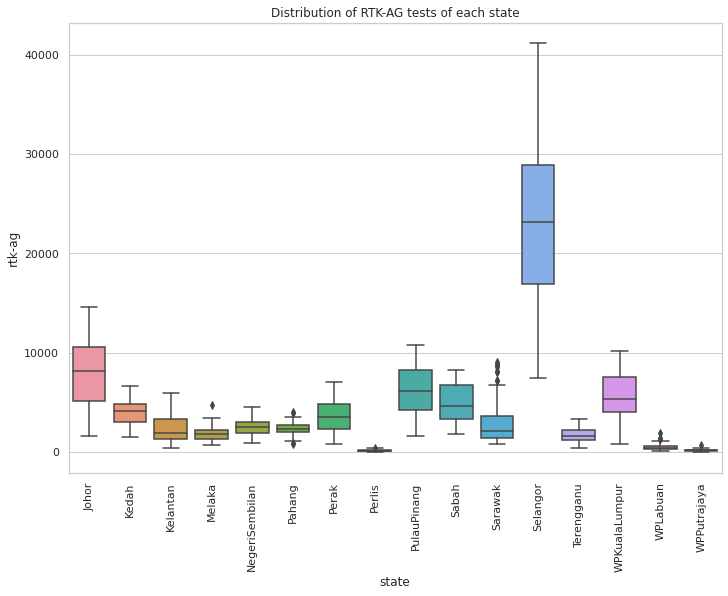 Distribution of RTK-AG tests of each state
rtk-ag
40000
30000
20000
10000
0
Johor
Kedah
Kelantan
Melaka
NegeriSembilan
Pahang
Perak
Perlis
PulauPinang
Sabah
Sarawak
Selangor
Terengganu
WPKualaLumpur
WPLabuan
WPPutrajaya
state